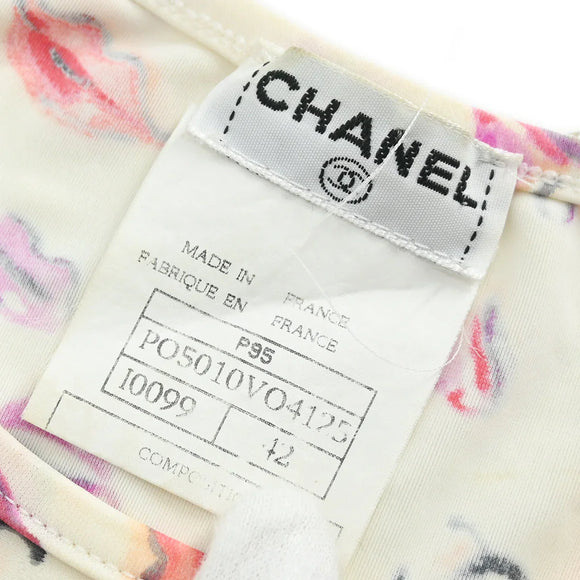 CHANEL
MADE IN FRANCE
FABRIQUE EN FRANCE
P95
PO5010VO4125
I0099 42